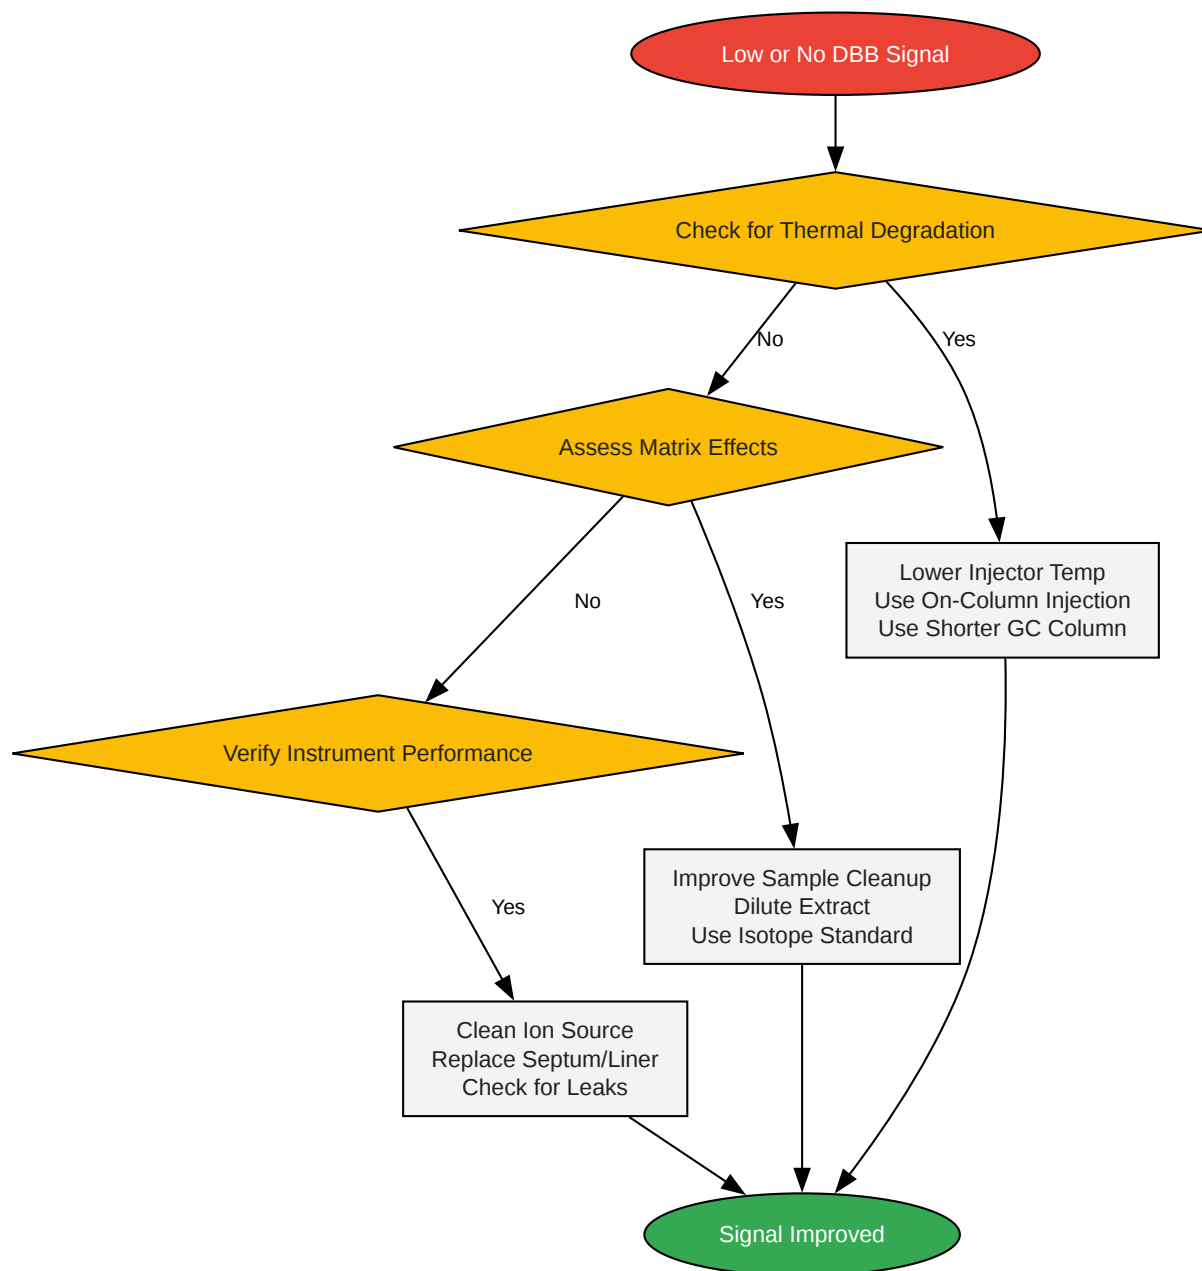 Low or No DBB Signal
Check for Thermal Degradation
No
Yes
Assess Matrix Effects
Lower Injector Temp
Use On-Column Injection
Use Shorter GC Column
No
Yes
Verify Instrument Performance
Improve Sample Cleanup
Dilute Extract
Use Isotope Standard
Yes
Clean Ion Source
Replace Septum/Liner
Check for Leaks
Signal Improved